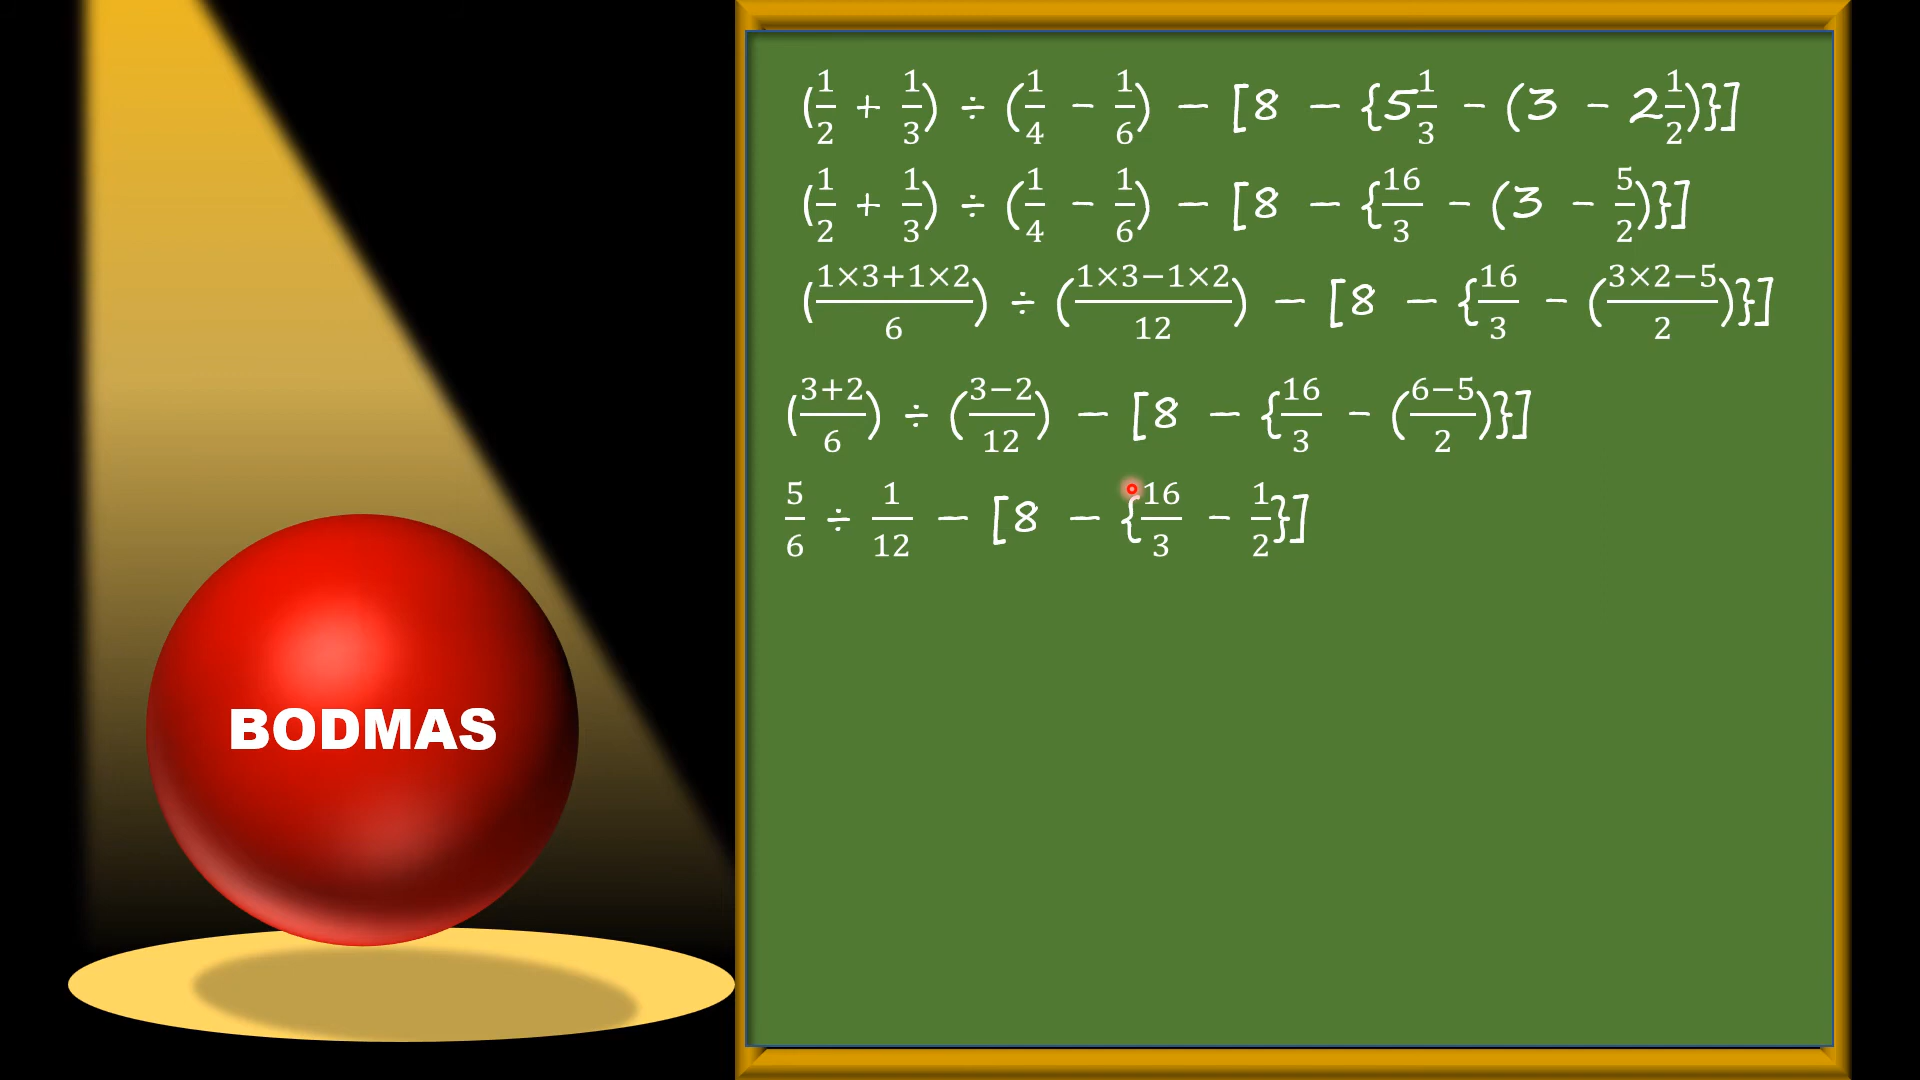 BODMAS
(1/2 + 1/3) ÷ (1/4 − 1/6) − [8 − {5 1/3 − (3 − 2 1/2)}]
(1/2 + 1/3) ÷ (1/4 − 1/6) − [8 − {16/3 − (3 − 5/2)}]
((1×3+1×2)/6) ÷ ((1×3−1×2)/12) − [8 − {16/3 − ((3×2−5)/2)}]
((3+2)/6) ÷ ((3−2)/12) − [8 − {16/3 − ((6−5)/2)}]
5/6 ÷ 1/12 − [8 − {16/3 − 1/2}]